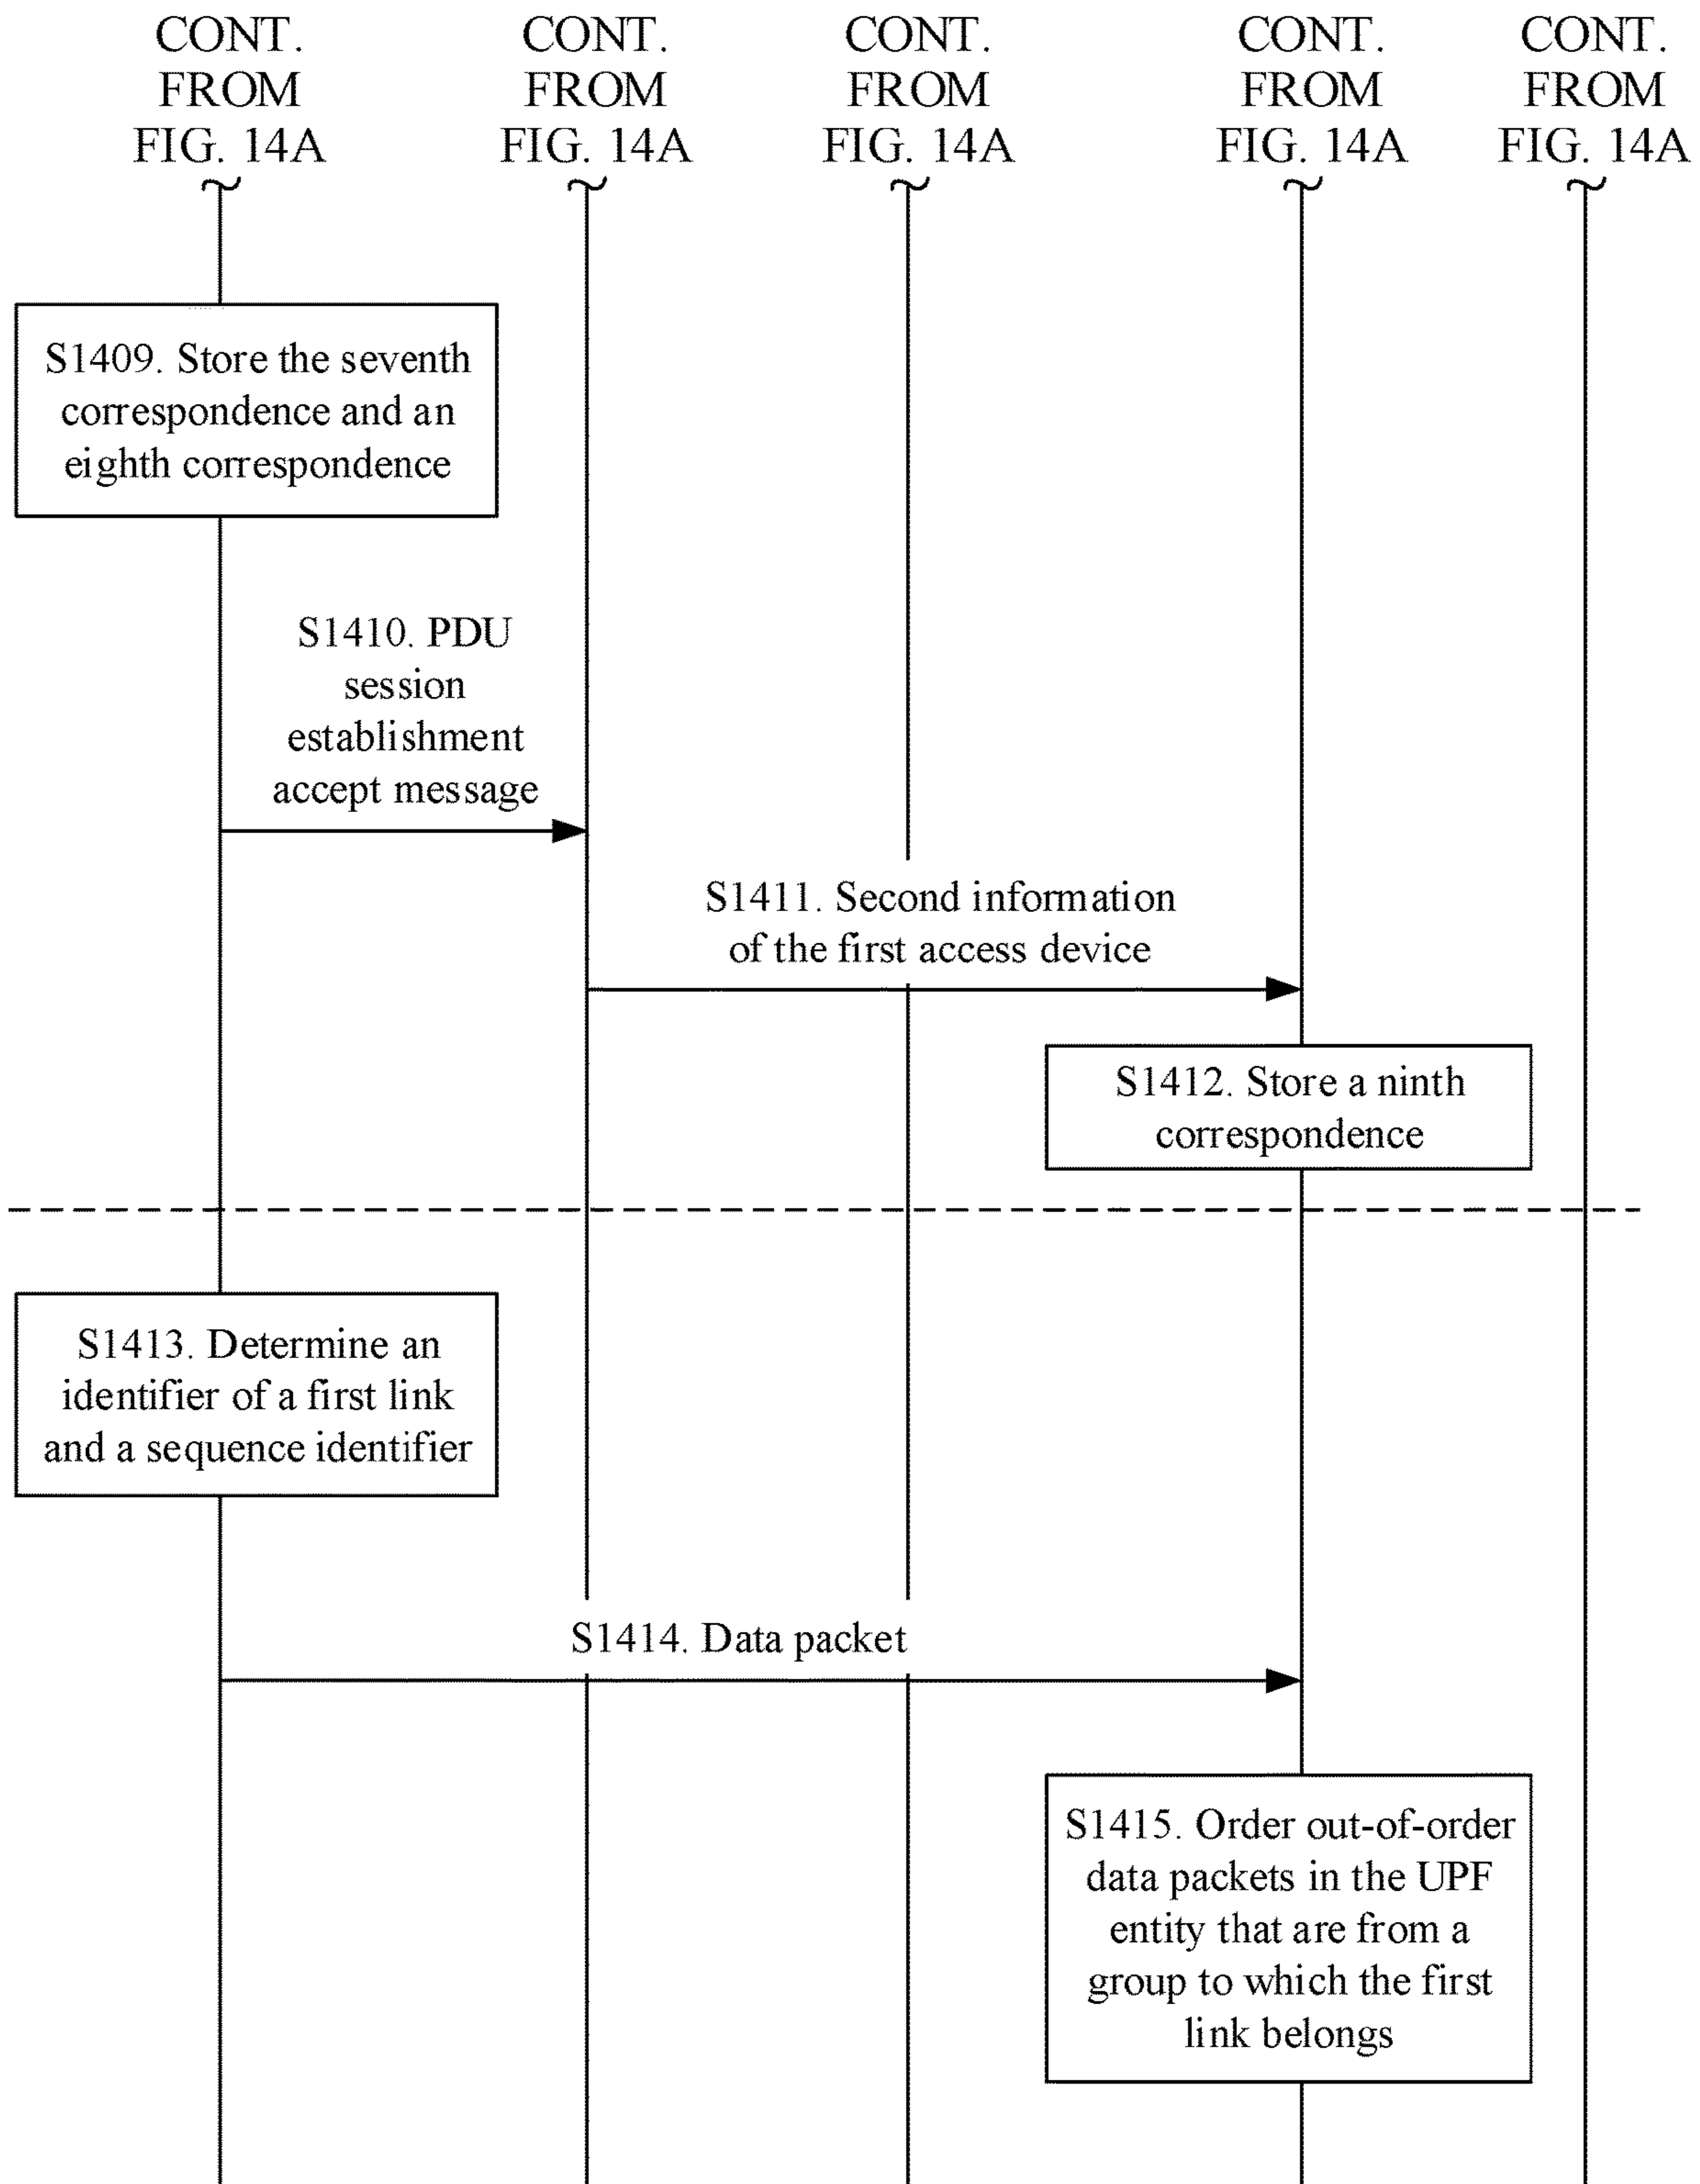 CONT. CONT. CONT. CONT. CONT.
FROM FROM FROM FROM FROM
FIG. 14A FIG. 14A FIG. 14A FIG. 14A FIG. 14A
S1409. Store the seventh
correspondence and an
eighth correspondence
S1410. PDU
session
establishment
accept message
S1411. Second information
of the first access device
S1412. Store a ninth
correspondence
S1413. Determine an
identifier of a first link
and a sequence identifier
S1414. Data packet
S1415. Order out-of-order
data packets in the UPF
entity that are from a
group to which the first
link belongs